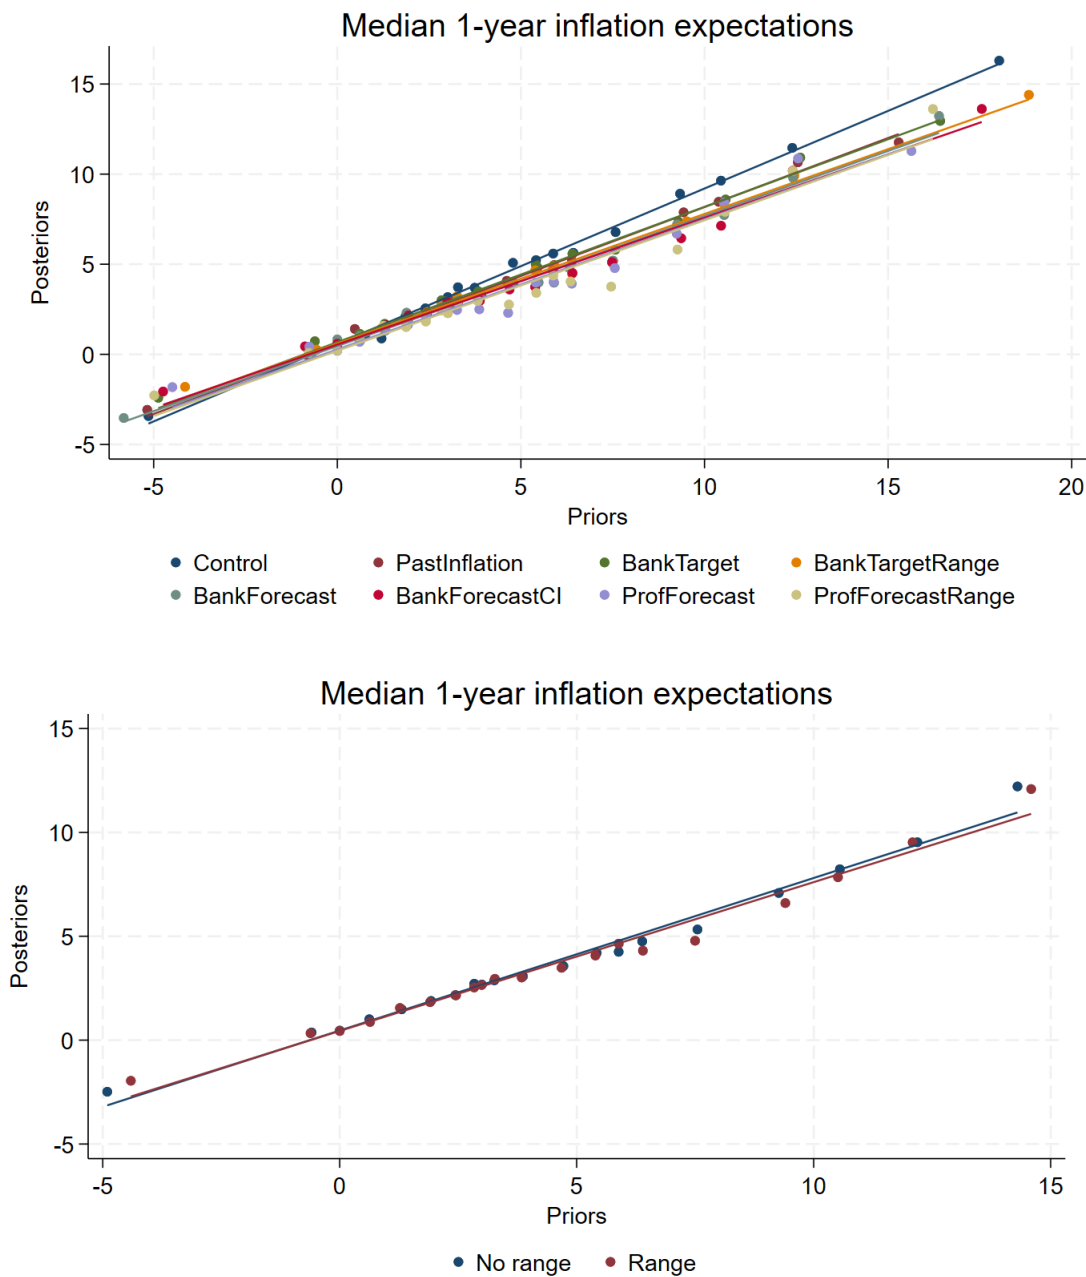 Median 1-year inflation expectations
15
10
5
0
-5
Posteriors
-5 0 5 10 15 20
Priors
Control PastInflation BankTarget BankTargetRange
BankForecast BankForecastCI ProfForecast ProfForecastRange
Median 1-year inflation expectations
15
10
5
0
-5
Posteriors
-5 0 5 10 15
Priors
No range Range